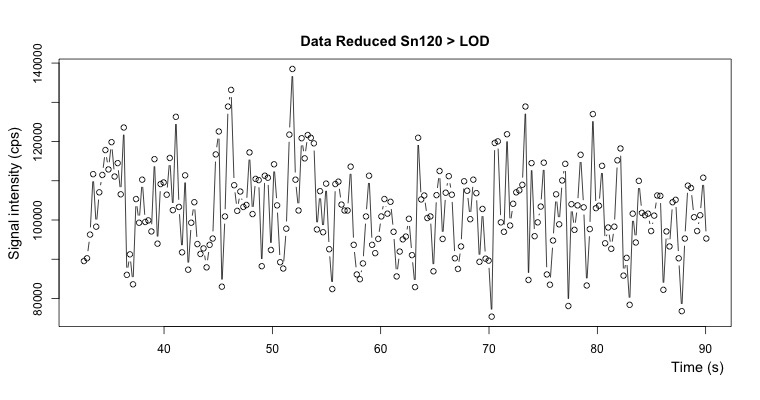 Data Reduced Sn120 > LOD
Signal intensity (cps)
140000
120000
100000
80000
40 50 60 70 80 90
Time (s)